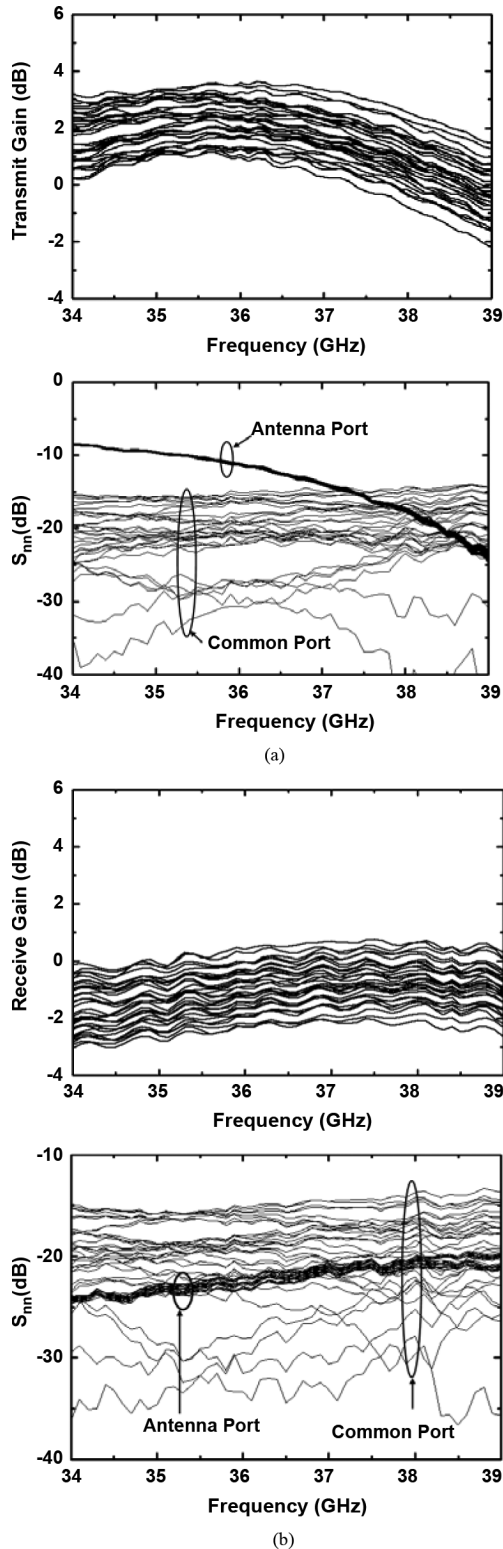 Transmit Gain (dB)
6
4
2
0
-2
-4
34 35 36 37 38 39
Frequency (GHz)
Snn(dB)
0
-10
-20
-30
-40
Antenna Port
Common Port
34 35 36 37 38 39
Frequency (GHz)
(a)
Receive Gain (dB)
6
4
2
0
-2
-4
34 35 36 37 38 39
Frequency (GHz)
Snn(dB)
-10
-20
-30
-40
Antenna Port
Common Port
34 35 36 37 38 39
Frequency (GHz)
(b)